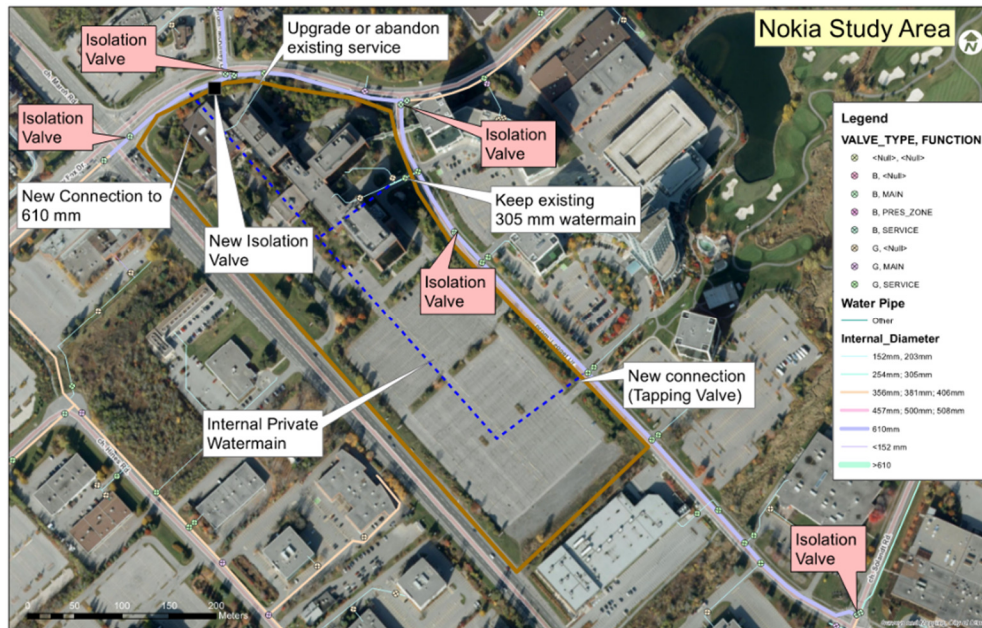 Nokia Study Area
N
Isolation
Valve
Upgrade or abandon
existing service
Isolation
Valve
Isolation
Valve
New Connection to
610 mm
New Isolation
Valve
Keep existing
305 mm watermain
Isolation
Valve
Internal Private
Watermain
New connection
(Tapping Valve)
Isolation
Valve
Legend
VALVE_TYPE, FUNCTION
<Null>, <Null>
B, <Null>
B, MAIN
B, PRES_ZONE
B, SERVICE
G, <Null>
G, MAIN
G, SERVICE
Water Pipe
Other
Internal_Diameter
152mm, 203mm
254mm; 305mm
356mm; 381mm; 406mm
457mm; 500mm; 508mm
610mm
<152 mm
>610
0 50 100 150 200
Meters